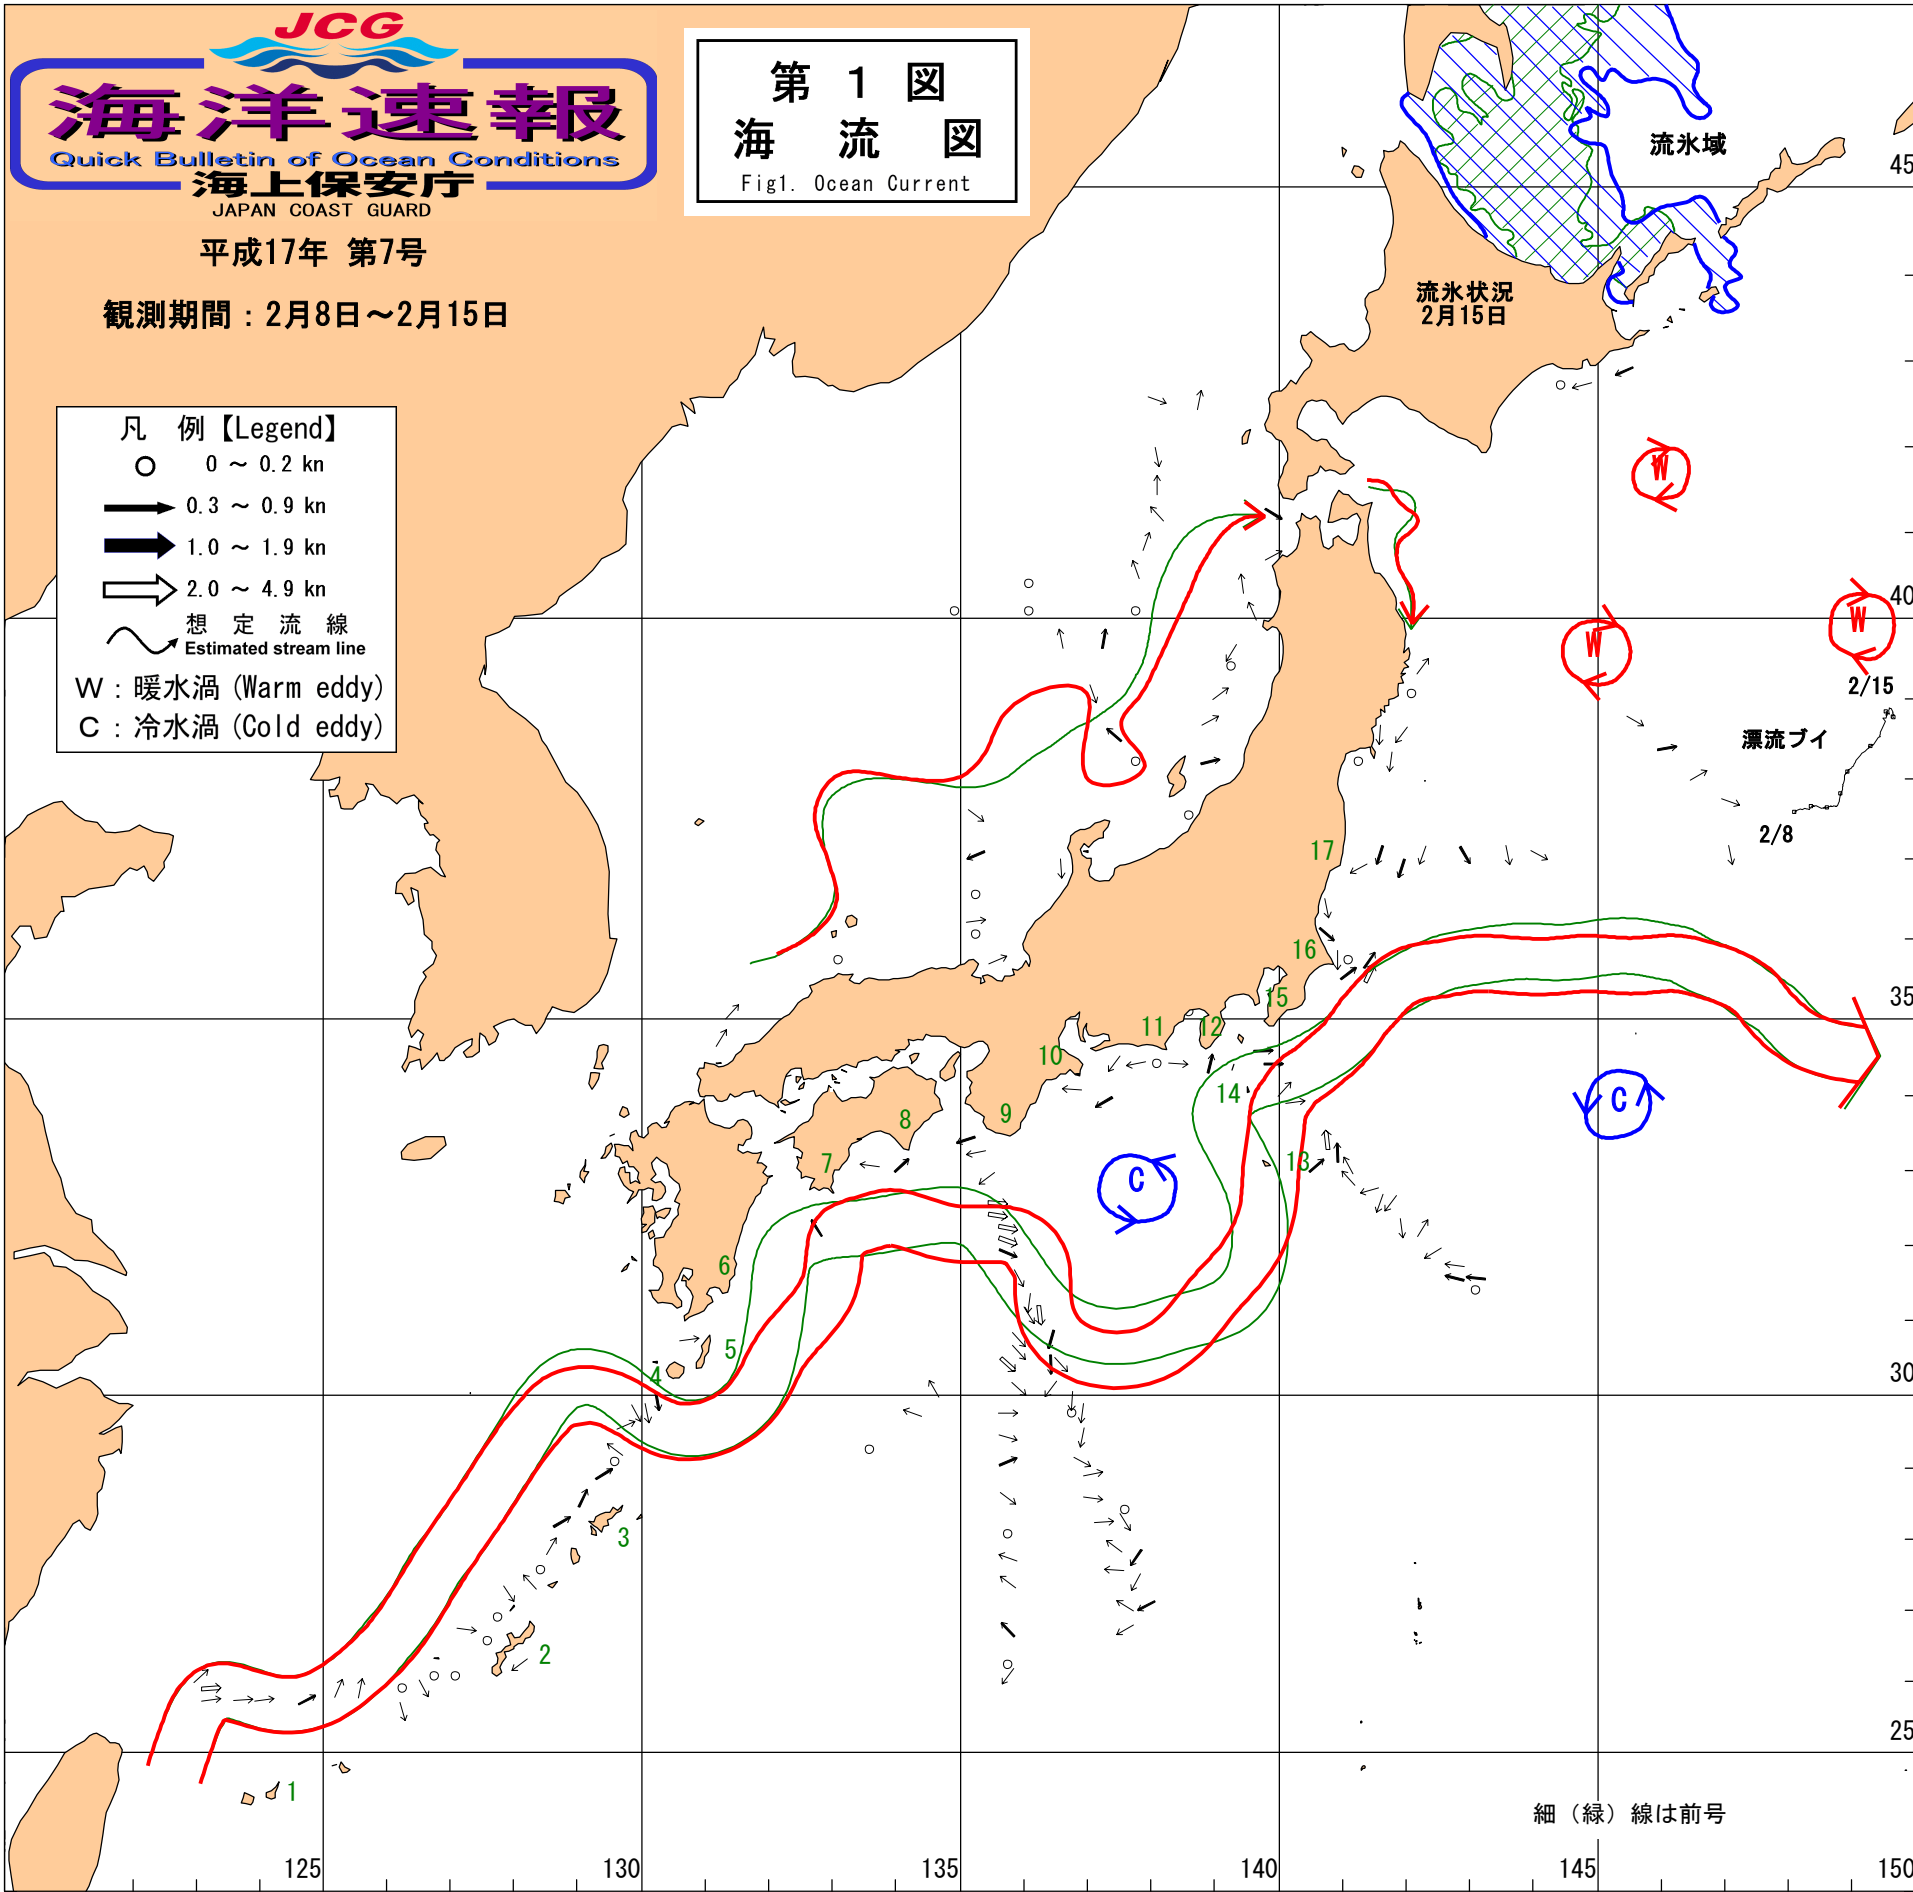 JCG
海洋速報
Quick Bulletin of Ocean Conditions
海上保安庁
JAPAN COAST GUARD
平成17年 第7号
観測期間：2月8日～2月15日
第 1 図
海 流 図
Fig1. Ocean Current
凡 例【Legend】
0 ～ 0.2 kn
0.3 ～ 0.9 kn
1.0 ～ 1.9 kn
2.0 ～ 4.9 kn
想 定 流 線
Estimated stream line
W：暖水渦 (Warm eddy)
C：冷水渦 (Cold eddy)
流氷域
45
流氷状況
2月15日
W
40
W
W
2/15
漂流ブイ
2/8
17
16
35
15
12
11
10
14
C
9
8
13
7
C
6
5
4
30
3
2
25
1
細（緑）線は前号
125
130
135
140
145
150